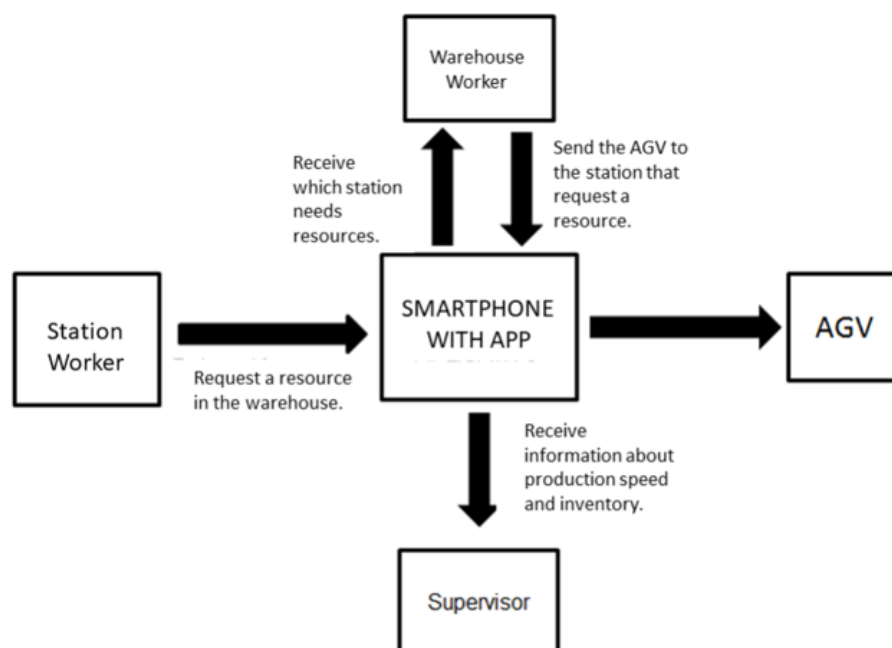 Warehouse
Worker
Receive
which station
needs
resources.
Send the AGV to
the station that
request a
resource.
Station
Worker
SMARTPHONE
WITH APP
AGV
Request a resource
in the warehouse.
Receive
information about
production speed
and inventory.
Supervisor